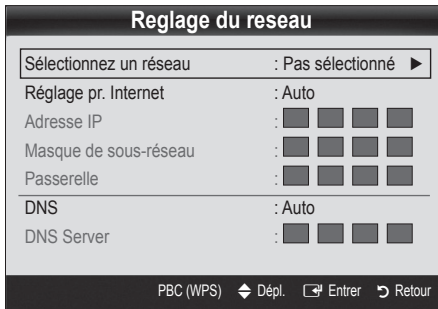 Reglage du reseau
Sélectionnez un réseau : Pas sélectionné ▶
Réglage pr. Internet : Auto
Adresse IP :
Masque de sous-réseau :
Passerelle :
DNS : Auto
DNS Server :
PBC (WPS) Dépl. Entrer Retour